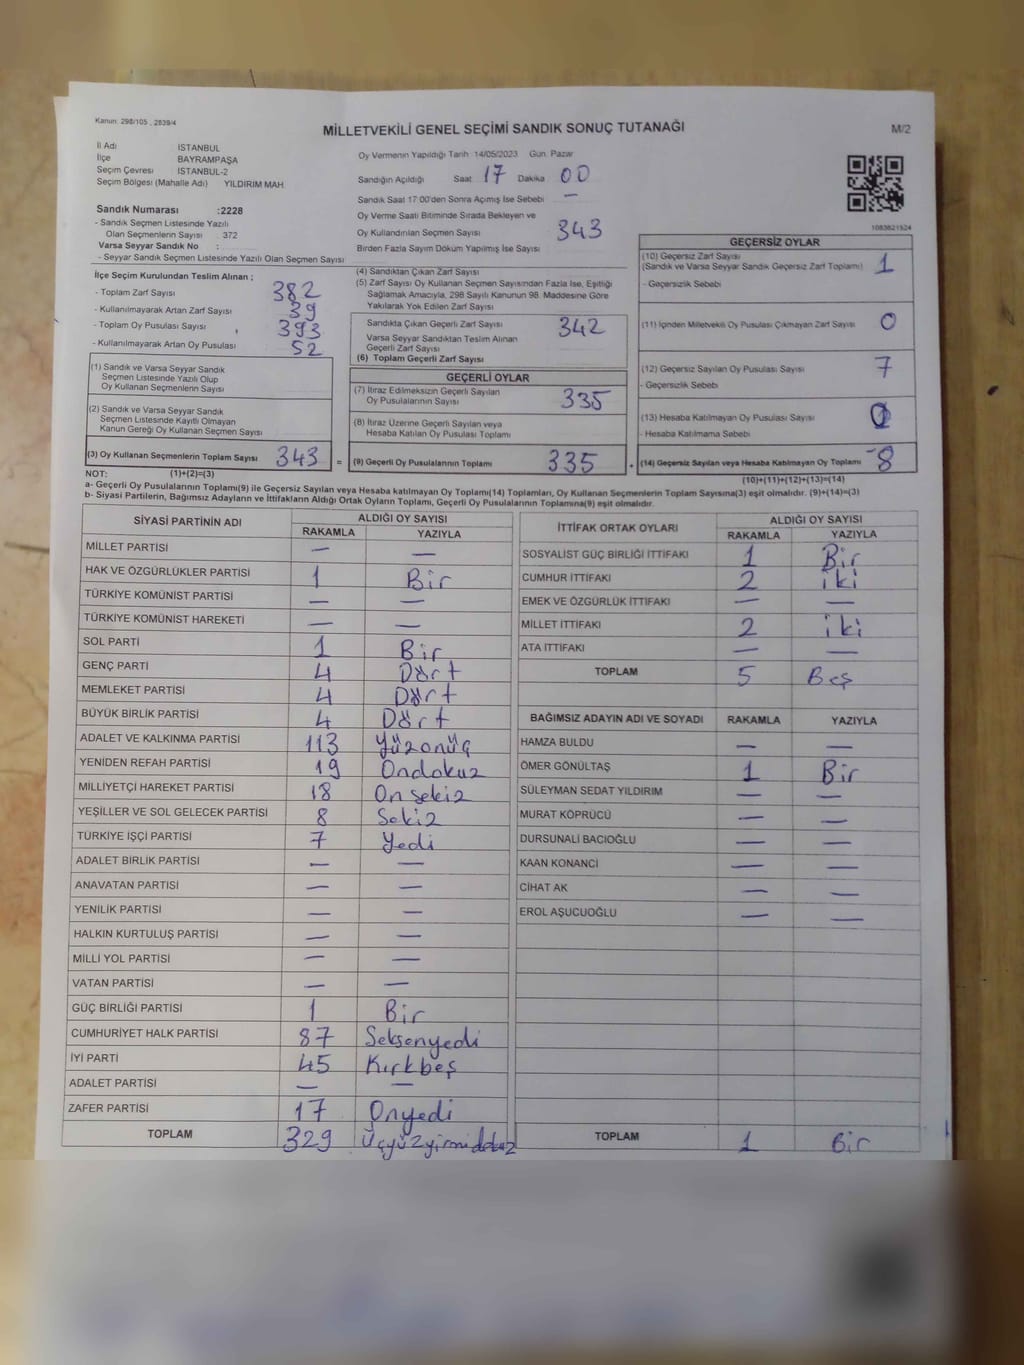 Kanun: 298/105 , 2839/4
MİLLETVEKİLİ GENEL SEÇİMİ SANDIK SONUÇ TUTANAĞI
M/2
İl Adı İSTANBUL
İlçe BAYRAMPAŞA
Seçim Çevresi İSTANBUL-2
Seçim Bölgesi (Mahalle Adı) YILDIRIM MAH.
Sandık Numarası :2228
- Sandık Seçmen Listesinde Yazılı
Olan Seçmenlerin Sayısı : 372
Varsa Seyyar Sandık No :
- Seyyar Sandık Seçmen Listesinde Yazılı Olan Seçmen Sayısı:
Oy Vermenin Yapıldığı Tarih 14/05/2023 Gün: Pazar
Sandığın Açıldığı Saat 17 Dakika 00
Sandık Saat 17.00'den Sonra Açılmış İse Sebebi —
Oy Verme Saati Bitiminde Sırada Bekleyen ve
Oy Kullandırılan Seçmen Sayısı 343
Birden Fazla Sayım Döküm Yapılmış İse Sayısı
1083821524
İlçe Seçim Kurulundan Teslim Alınan ;
- Toplam Zarf Sayısı 382
- Kullanılmayarak Artan Zarf Sayısı 39
- Toplam Oy Pusulası Sayısı 393
- Kullanılmayarak Artan Oy Pusulası 52
(1) Sandık ve Varsa Seyyar Sandık
Seçmen Listesinde Yazılı Olup
Oy Kullanan Seçmenlerin Sayısı
(2) Sandık ve Varsa Seyyar Sandık
Seçmen Listesinde Kayıtlı Olmayan
Kanun Gereği Oy Kullanan Seçmen Sayısı
(3) Oy Kullanan Seçmenlerin Toplam Sayısı 343 =
(4) Sandıktan Çıkan Zarf Sayısı
(5) Zarf Sayısı Oy Kullanan Seçmen Sayısından Fazla İse, Eşitliği
Sağlamak Amacıyla, 298 Sayılı Kanunun 98. Maddesine Göre
Yakılarak Yok Edilen Zarf Sayısı
Sandıkta Çıkan Geçerli Zarf Sayısı 342
Varsa Seyyar Sandıktan Teslim Alınan
Geçerli Zarf Sayısı
(6) Toplam Geçerli Zarf Sayısı
GEÇERLİ OYLAR
(7) İtiraz Edilmeksizin Geçerli Sayılan
Oy Pusulalarının Sayısı 335
(8) İtiraz Üzerine Geçerli Sayılan veya
Hesaba Katılan Oy Pusulası Toplamı
(9) Geçerli Oy Pusulalarının Toplamı 335 +
GEÇERSİZ OYLAR
(10) Geçersiz Zarf Sayısı
(Sandık ve Varsa Seyyar Sandık Geçersiz Zarf Toplamı) 1
- Geçersizlik Sebebi
(11) İçinden Milletvekili Oy Pusulası Çıkmayan Zarf Sayısı 0
(12) Geçersiz Sayılan Oy Pusulası Sayısı 7
- Geçersizlik Sebebi
(13) Hesaba Katılmayan Oy Pusulası Sayısı
- Hesaba Katılmama Sebebi
(14) Geçersiz Sayılan veya Hesaba Katılmayan Oy Toplamı 8
NOT: (1)+(2)=(3)
(10)+(11)+(12)+(13)=(14)
a- Geçerli Oy Pusulalarının Toplamı(9) ile Geçersiz Sayılan veya Hesaba katılmayan Oy Toplamı(14) Toplamları, Oy Kullanan Seçmenlerin Toplam Sayısına(3) eşit olmalıdır. (9)+(14)=(3)
b- Siyasi Partilerin, Bağımsız Adayların ve İttifakların Aldığı Ortak Oyların Toplamı, Geçerli Oy Pusulalarının Toplamına(9) eşit olmalıdır.
SİYASİ PARTİNİN ADI ALDIĞI OY SAYISI
RAKAMLA YAZIYLA
MİLLET PARTİSİ — —
HAK VE ÖZGÜRLÜKLER PARTİSİ 1 Bir
TÜRKİYE KOMÜNİST PARTİSİ — —
TÜRKİYE KOMÜNİST HAREKETİ — —
SOL PARTİ 1 Bir
GENÇ PARTİ 4 Dört
MEMLEKET PARTİSİ 4 Dört
BÜYÜK BİRLİK PARTİSİ 4 Dört
ADALET VE KALKINMA PARTİSİ 113 Yüzonüç
YENİDEN REFAH PARTİSİ 19 Ondokuz
MİLLİYETÇİ HAREKET PARTİSİ 18 Onsekiz
YEŞİLLER VE SOL GELECEK PARTİSİ 8 Sekiz
TÜRKİYE İŞÇİ PARTİSİ 7 Yedi
ADALET BİRLİK PARTİSİ — —
ANAVATAN PARTİSİ — —
YENİLİK PARTİSİ — —
HALKIN KURTULUŞ PARTİSİ — —
MİLLİ YOL PARTİSİ — —
VATAN PARTİSİ — —
GÜÇ BİRLİĞİ PARTİSİ 1 Bir
CUMHURİYET HALK PARTİSİ 87 Seksenyedi
İYİ PARTİ 45 Kırkbeş
ADALET PARTİSİ — —
ZAFER PARTİSİ 17 Onyedi
TOPLAM 329 Üçyüzyirmidokuz
İTTİFAK ORTAK OYLARI ALDIĞI OY SAYISI
RAKAMLA YAZIYLA
SOSYALİST GÜÇ BİRLİĞİ İTTİFAKI 1 Bir
CUMHUR İTTİFAKI 2 iki
EMEK VE ÖZGÜRLÜK İTTİFAKI — —
MİLLET İTTİFAKI 2 iki
ATA İTTİFAKI — —
TOPLAM 5 Beş
BAĞIMSIZ ADAYIN ADI VE SOYADI RAKAMLA YAZIYLA
HAMZA BULDU — —
ÖMER GÖNÜLTAŞ 1 Bir
SÜLEYMAN SEDAT YILDIRIM — —
MURAT KÖPRÜCÜ — —
DURSUNALİ BACIOĞLU — —
KAAN KONANCİ — —
CİHAT AK — —
EROL AŞUCUOĞLU — —
TOPLAM 1 Bir